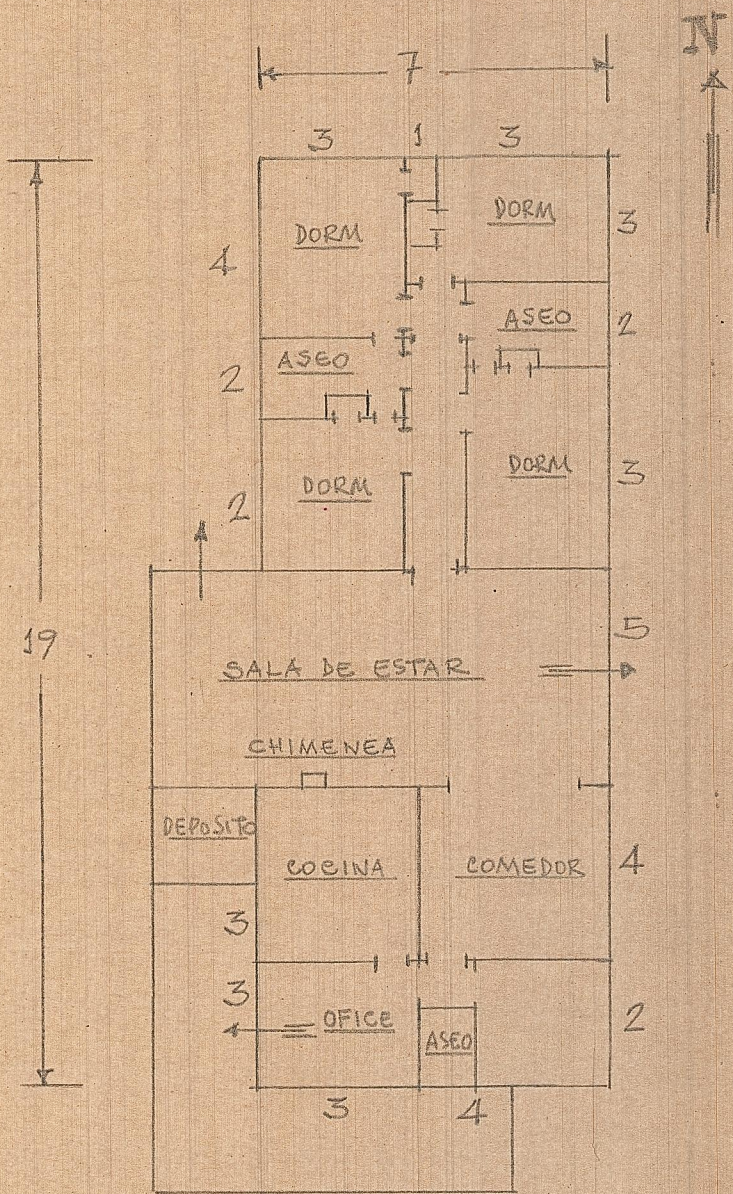 N
7
3 1 3
DORM
DORM
3
4
ASEO
2
ASEO
2
DORM
DORM
3
2
19
5
SALA DE ESTAR
CHIMENEA
DEPOSITO
COCINA
COMEDOR
4
3
3
OFICE
ASEO
2
3
4